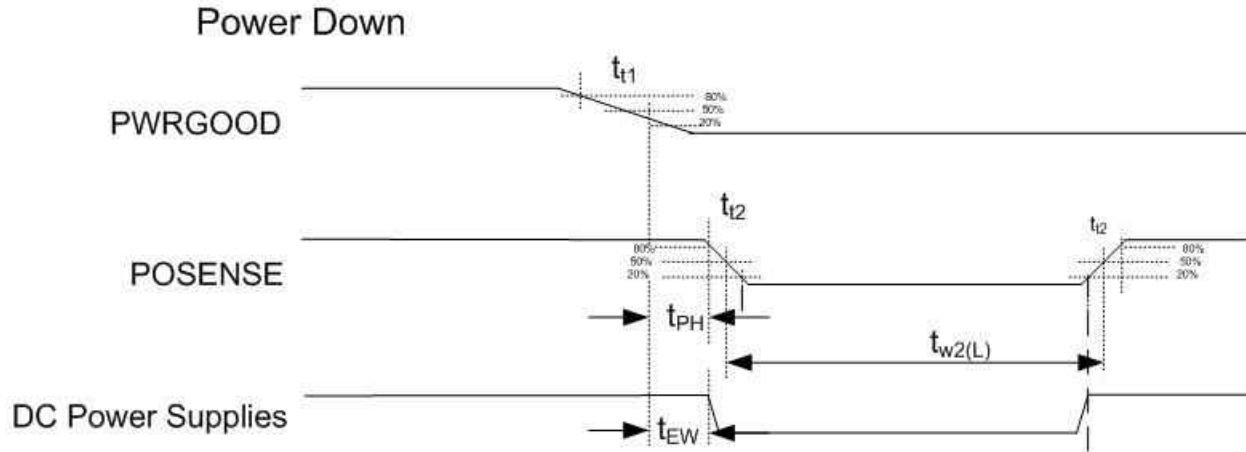 Power Down
t_t1
PWRGOOD
80%
50%
20%
t_t2
t_t2
POSENSE
80%
50%
20%
80%
50%
20%
t_PH
t_w2(L)
DC Power Supplies
t_EW